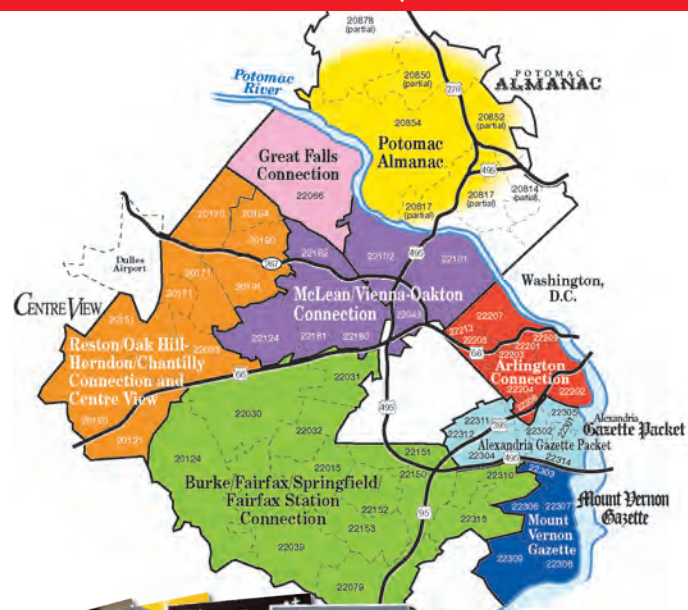 20878
(partial)
20850
(partial)
270
POTOMAC
ALMANAC
Potomac
River
20852
(partial)
20854
Potomac
Almanac
Great Falls
Connection
495
22066
20817
(partial)
20817
(partial)
20814
(partial)
20170
20194
20190
22182
22102
495
22101
Dulles
Airport
267
20171
20171
20191
Washington,
D.C.
McLean/Vienna-Oakton
Connection
CENTRE VIEW
20151
22043
22207
22213
22205
22124
22181
22180
66
22201
22203
Reston/Oak Hill-
Herndon/Chantilly
Connection and
Centre View
66
Arlington
Connection
22204
22202
22031
22030
495
22311
395
22305
22301
Alexandria
Gazette Packet
22302
20120
20121
22032
22312
Alexandria Gazette Packet
22304
22314
495
20124
22015
22151
22150
22310
22303
Burke/Fairfax/Springfield/
Fairfax Station
Connection
22152
22153
95
22315
22306
22307
Mount Vernon
Gazette
Mount
Vernon
Gazette
22039
22309
22308
22079